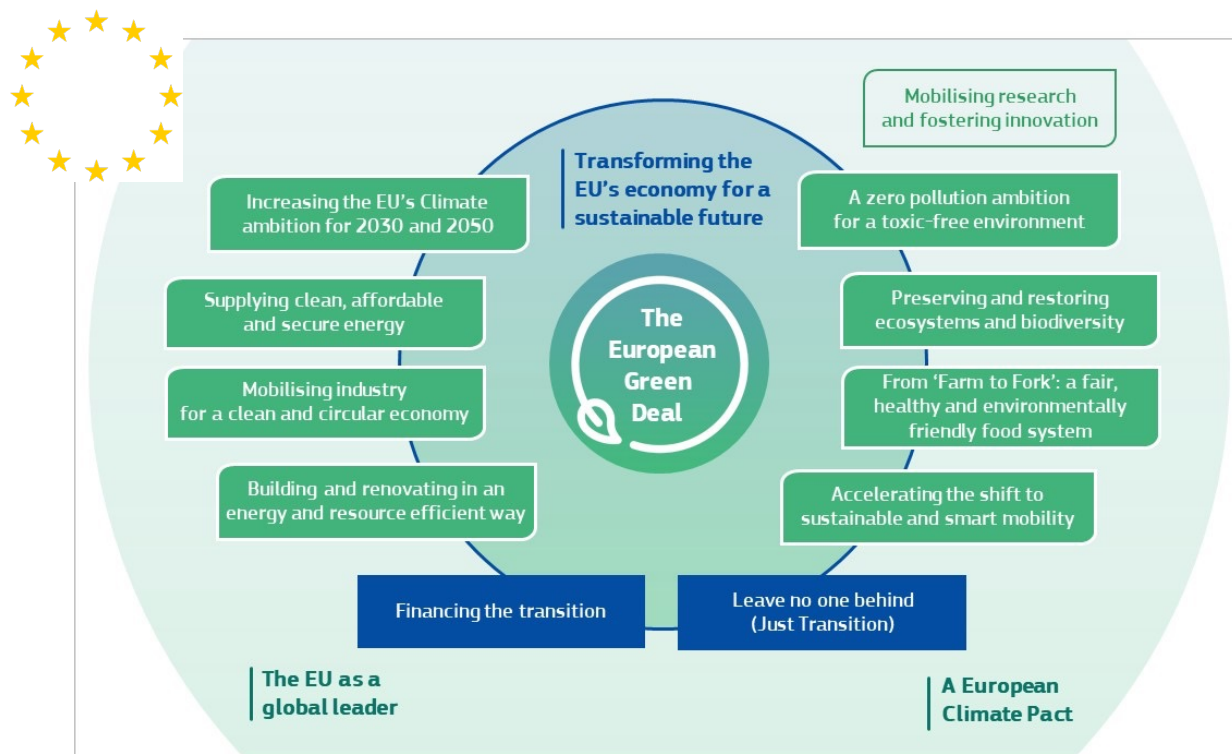 Mobilising research
and fostering innovation
Transforming the
EU's economy for a
sustainable future
Increasing the EU's Climate
ambition for 2030 and 2050
A zero pollution ambition
for a toxic-free environment
Supplying clean, affordable
and secure energy
Preserving and restoring
ecosystems and biodiversity
The
European
Green
Deal
Mobilising industry
for a clean and circular economy
From ‘Farm to Fork’: a fair,
healthy and environmentally
friendly food system
Building and renovating in an
energy and resource efficient way
Accelerating the shift to
sustainable and smart mobility
Financing the transition
Leave no one behind
(Just Transition)
The EU as a
global leader
A European
Climate Pact